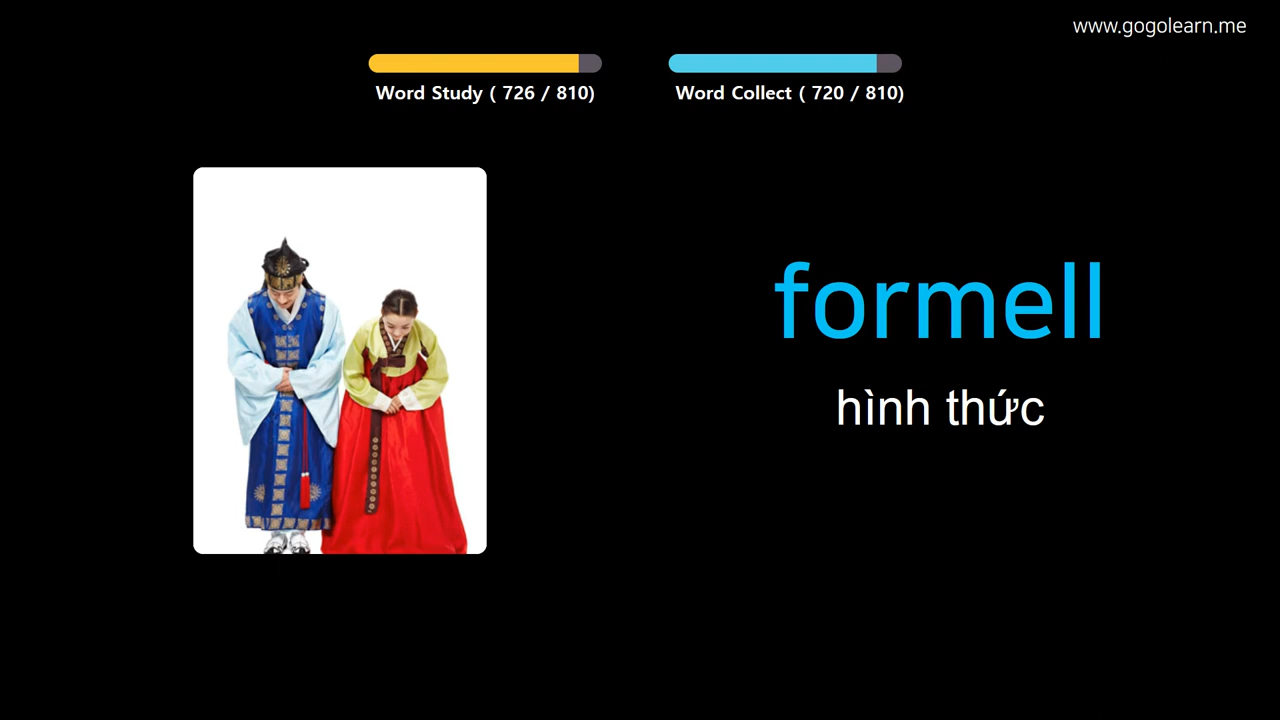 www.gogolearn.me
Word Study ( 726 / 810)
Word Collect ( 720 / 810)
formell
hình thức